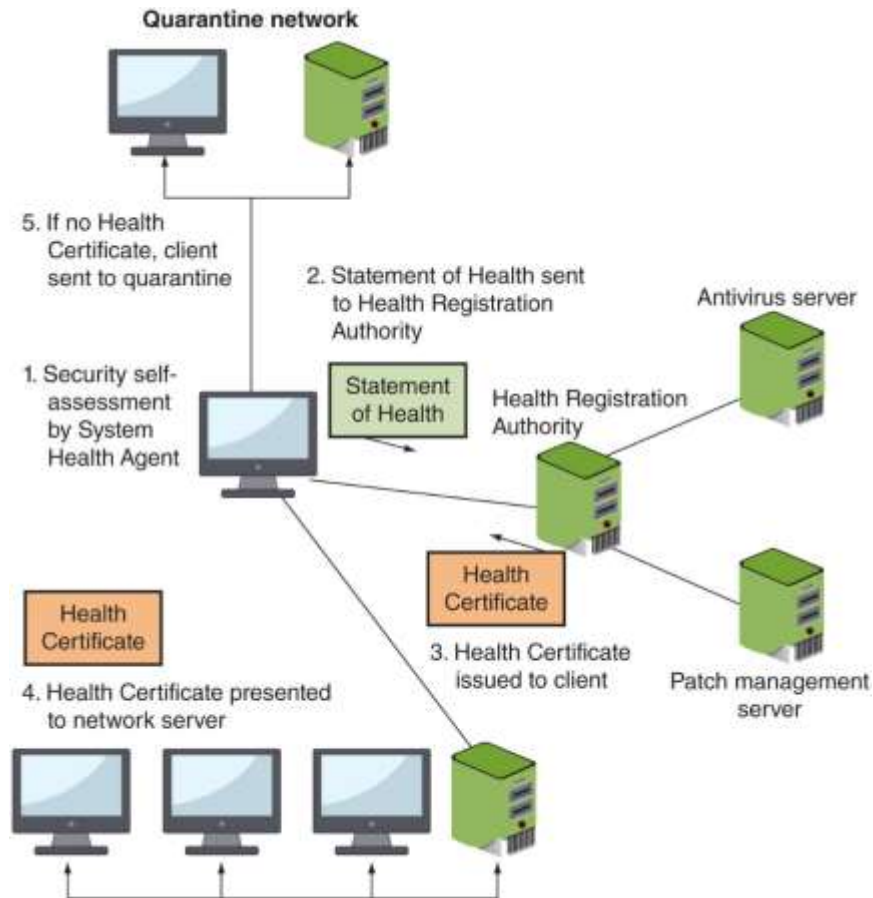 Quarantine network
5. If no Health
Certificate, client
sent to quarantine
2. Statement of Health sent
to Health Registration
Authority
Antivirus server
1. Security self-
assessment
by System
Health Agent
Statement
of Health
Health Registration
Authority
Health
Certificate
Health
Certificate
3. Health Certificate
issued to client
4. Health Certificate presented
to network server
Patch management
server